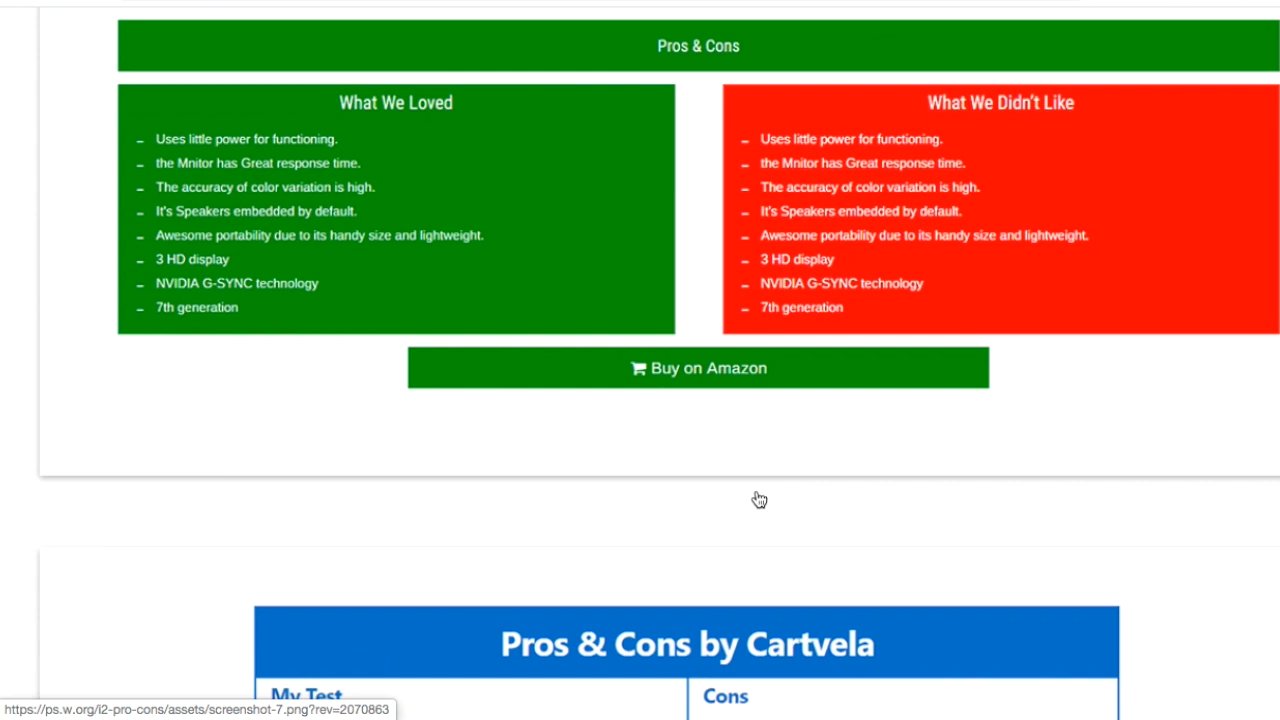 Pros & Cons
What We Loved
– Uses little power for functioning.
– the Mnitor has Great response time.
– The accuracy of color variation is high.
– It's Speakers embedded by default.
– Awesome portability due to its handy size and lightweight.
– 3 HD display
– NVIDIA G-SYNC technology
– 7th generation
What We Didn't Like
– Uses little power for functioning.
– the Mnitor has Great response time.
– The accuracy of color variation is high.
– It's Speakers embedded by default.
– Awesome portability due to its handy size and lightweight.
– 3 HD display
– NVIDIA G-SYNC technology
– 7th generation
Buy on Amazon
Pros & Cons by Cartvela
My Test
Cons
https://ps.w.org/i2-pro-cons/assets/screenshot-7.png?rev=2070863